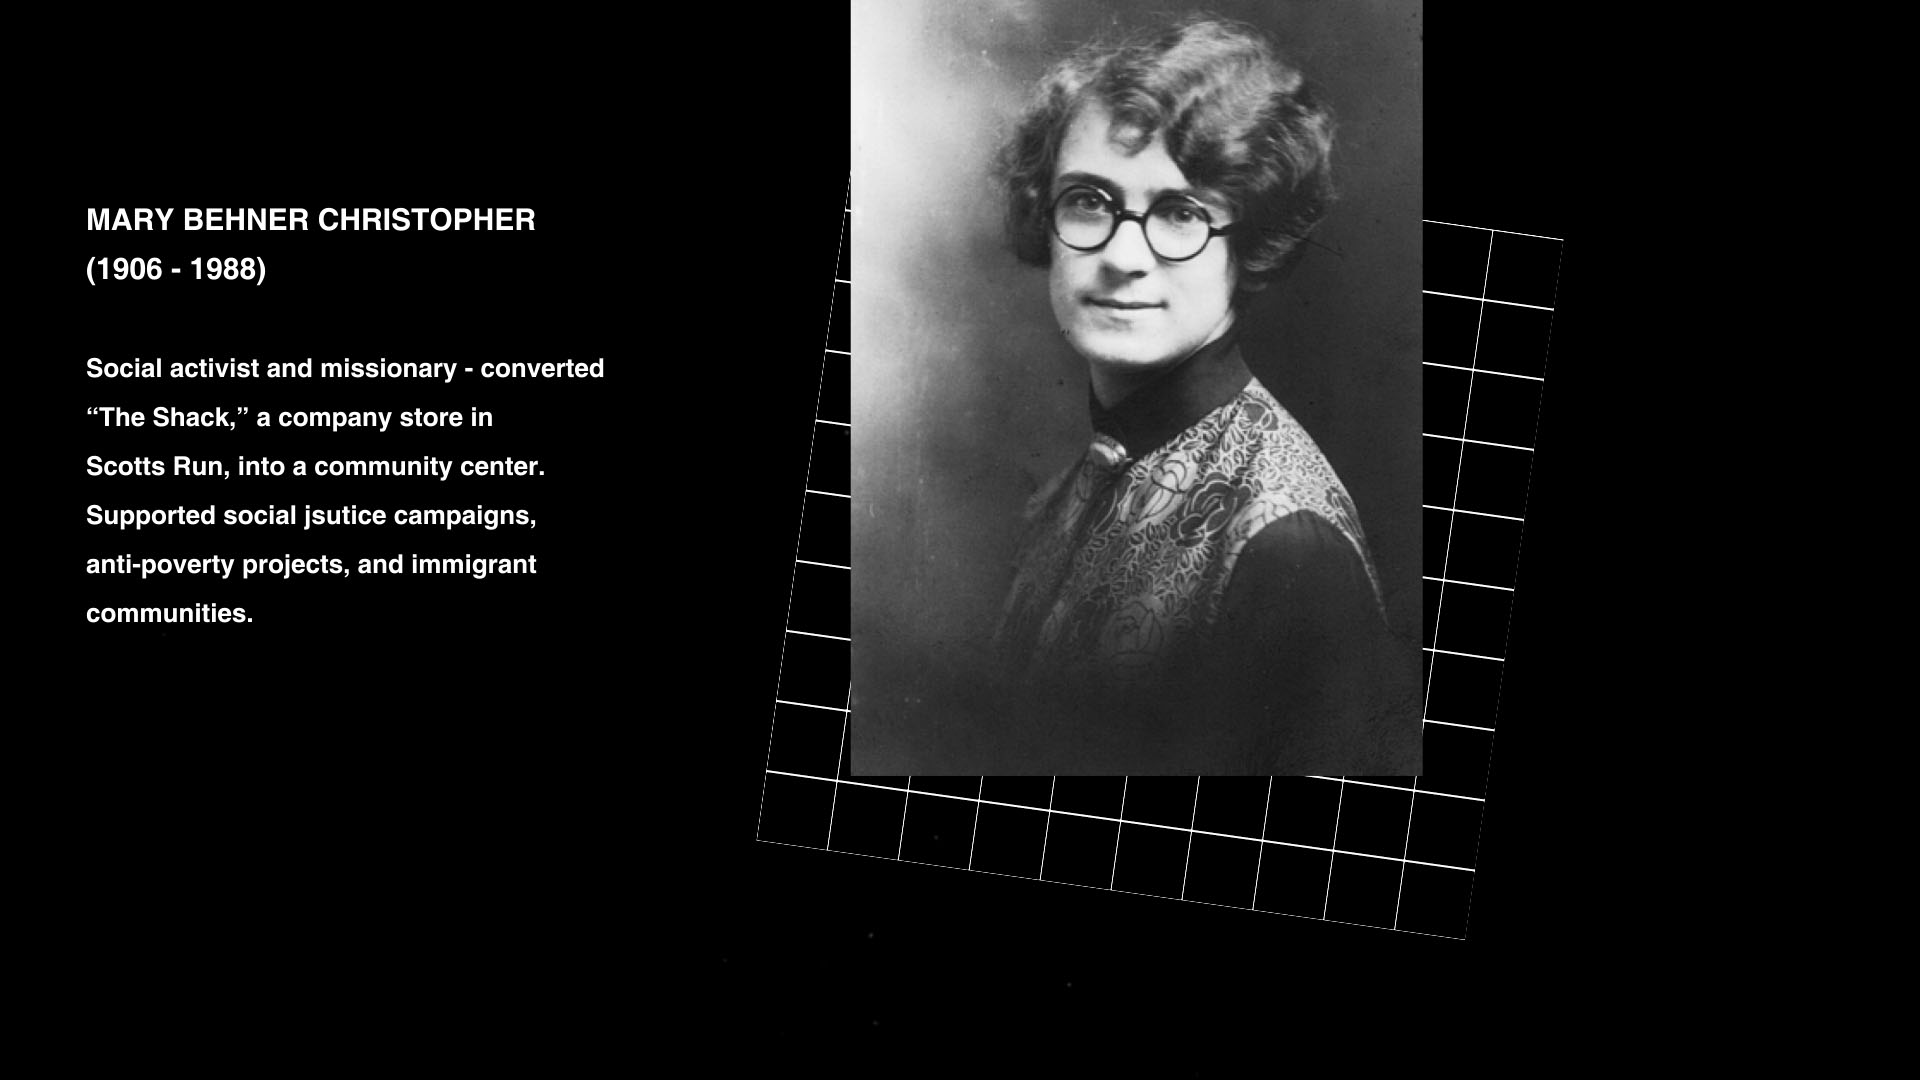 MARY BEHNER CHRISTOPHER
(1906 - 1988)
Social activist and missionary - converted
“The Shack,” a company store in
Scotts Run, into a community center.
Supported social jsutice campaigns,
anti-poverty projects, and immigrant
communities.